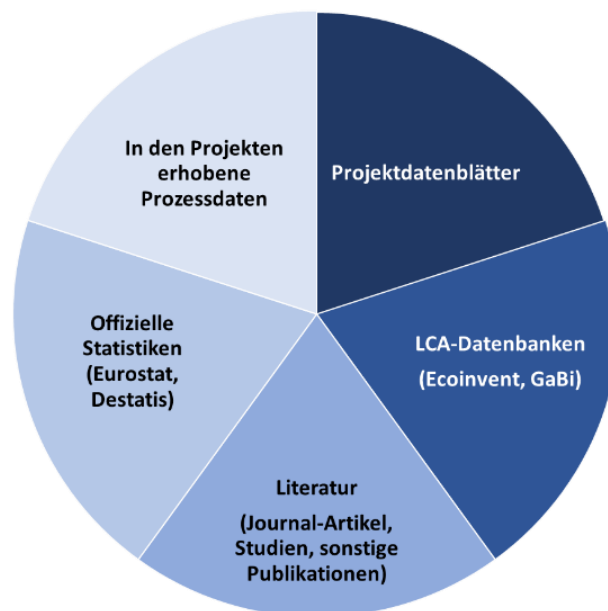 In den Projekten
erhobene
Prozessdaten
Projektdatenblätter
Offizielle
Statistiken
(Eurostat,
Destatis)
LCA-Datenbanken
(Ecoinvent, GaBi)
Literatur
(Journal-Artikel,
Studien, sonstige
Publikationen)